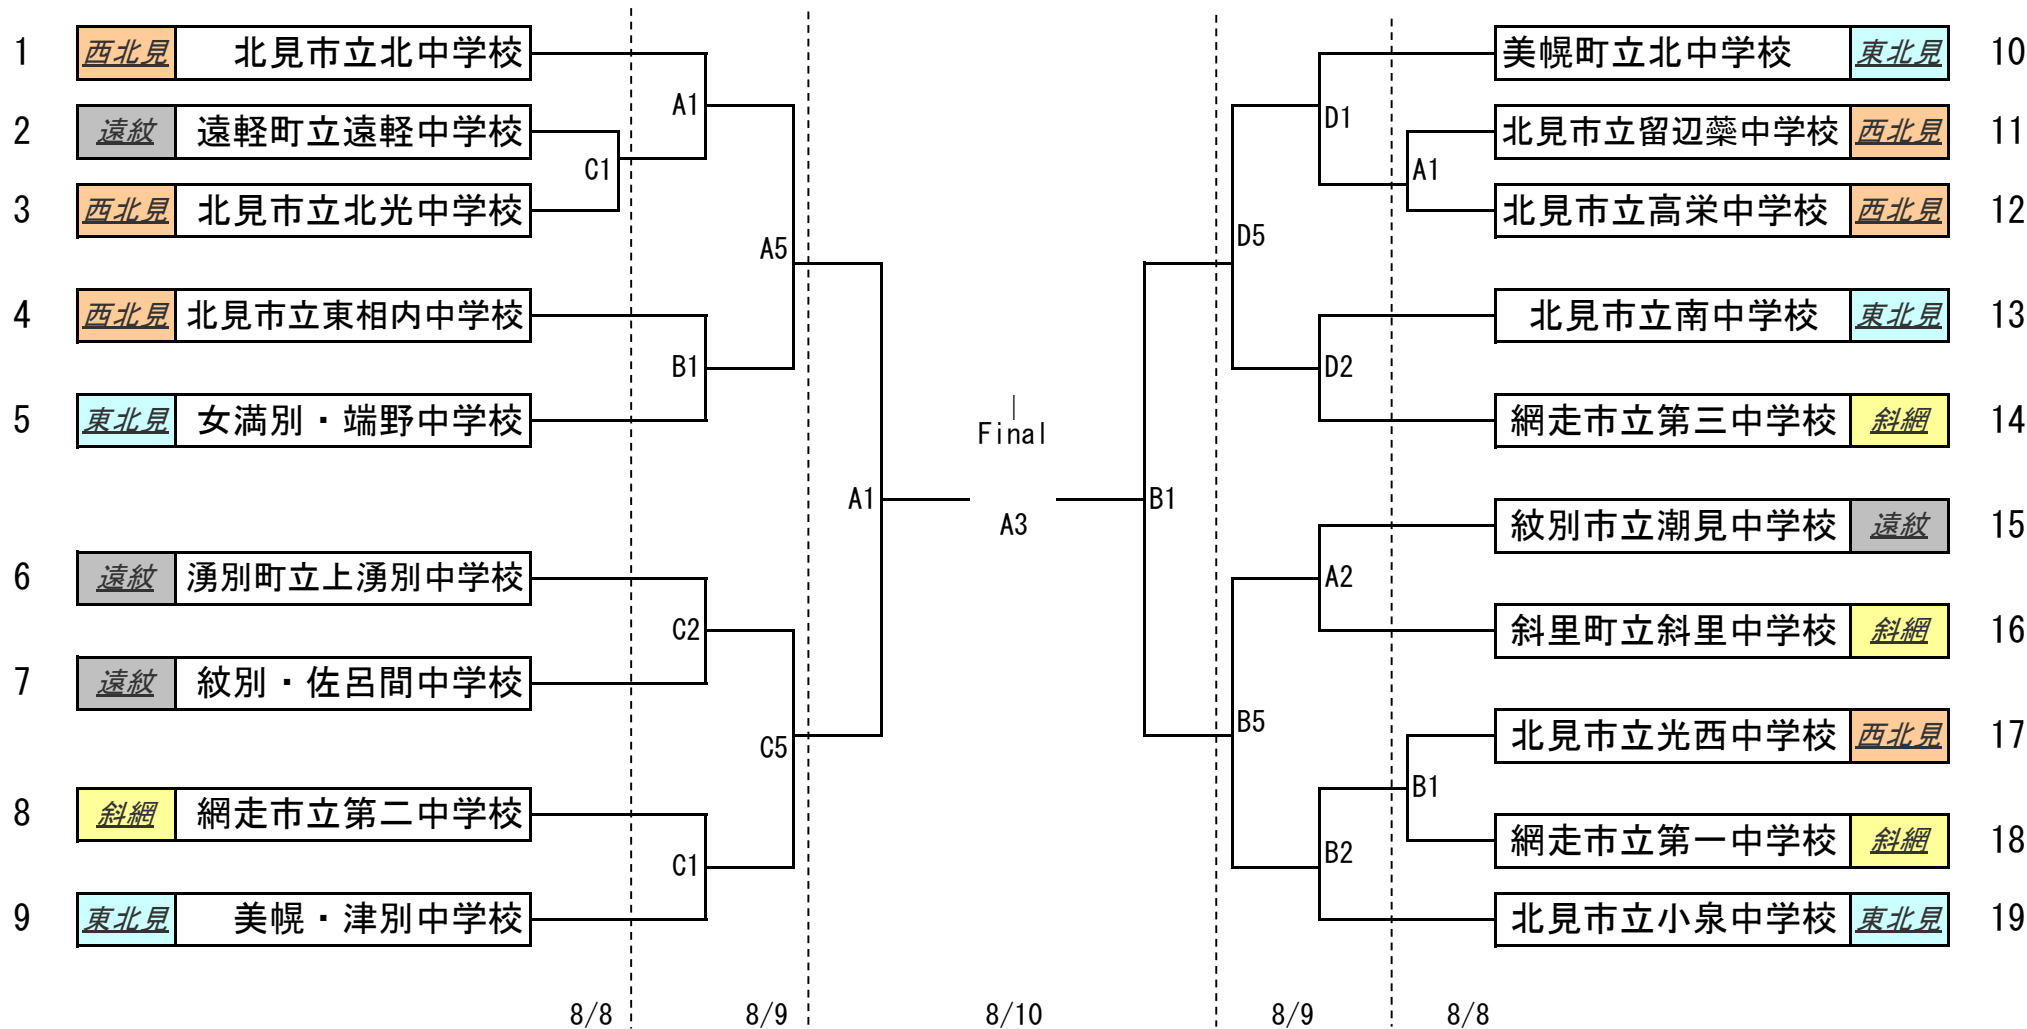 1 西北見 北見市立北中学校
2 遠紋 遠軽町立遠軽中学校
3 西北見 北見市立北光中学校
4 西北見 北見市立東相内中学校
5 東北見 女満別・端野中学校
6 遠紋 湧別町立上湧別中学校
7 遠紋 紋別・佐呂間中学校
8 斜網 網走市立第二中学校
9 東北見 美幌・津別中学校
A1
C1
A5
B1
A1
C2
C5
C1
|
Final
A3
D1
A1
D5
D2
B1
A2
B5
B1
B2
美幌町立北中学校 東北見 10
北見市立留辺蘂中学校 西北見 11
北見市立高栄中学校 西北見 12
北見市立南中学校 東北見 13
網走市立第三中学校 斜網 14
紋別市立潮見中学校 遠紋 15
斜里町立斜里中学校 斜網 16
北見市立光西中学校 西北見 17
網走市立第一中学校 斜網 18
北見市立小泉中学校 東北見 19
8/8 8/9 8/10 8/9 8/8